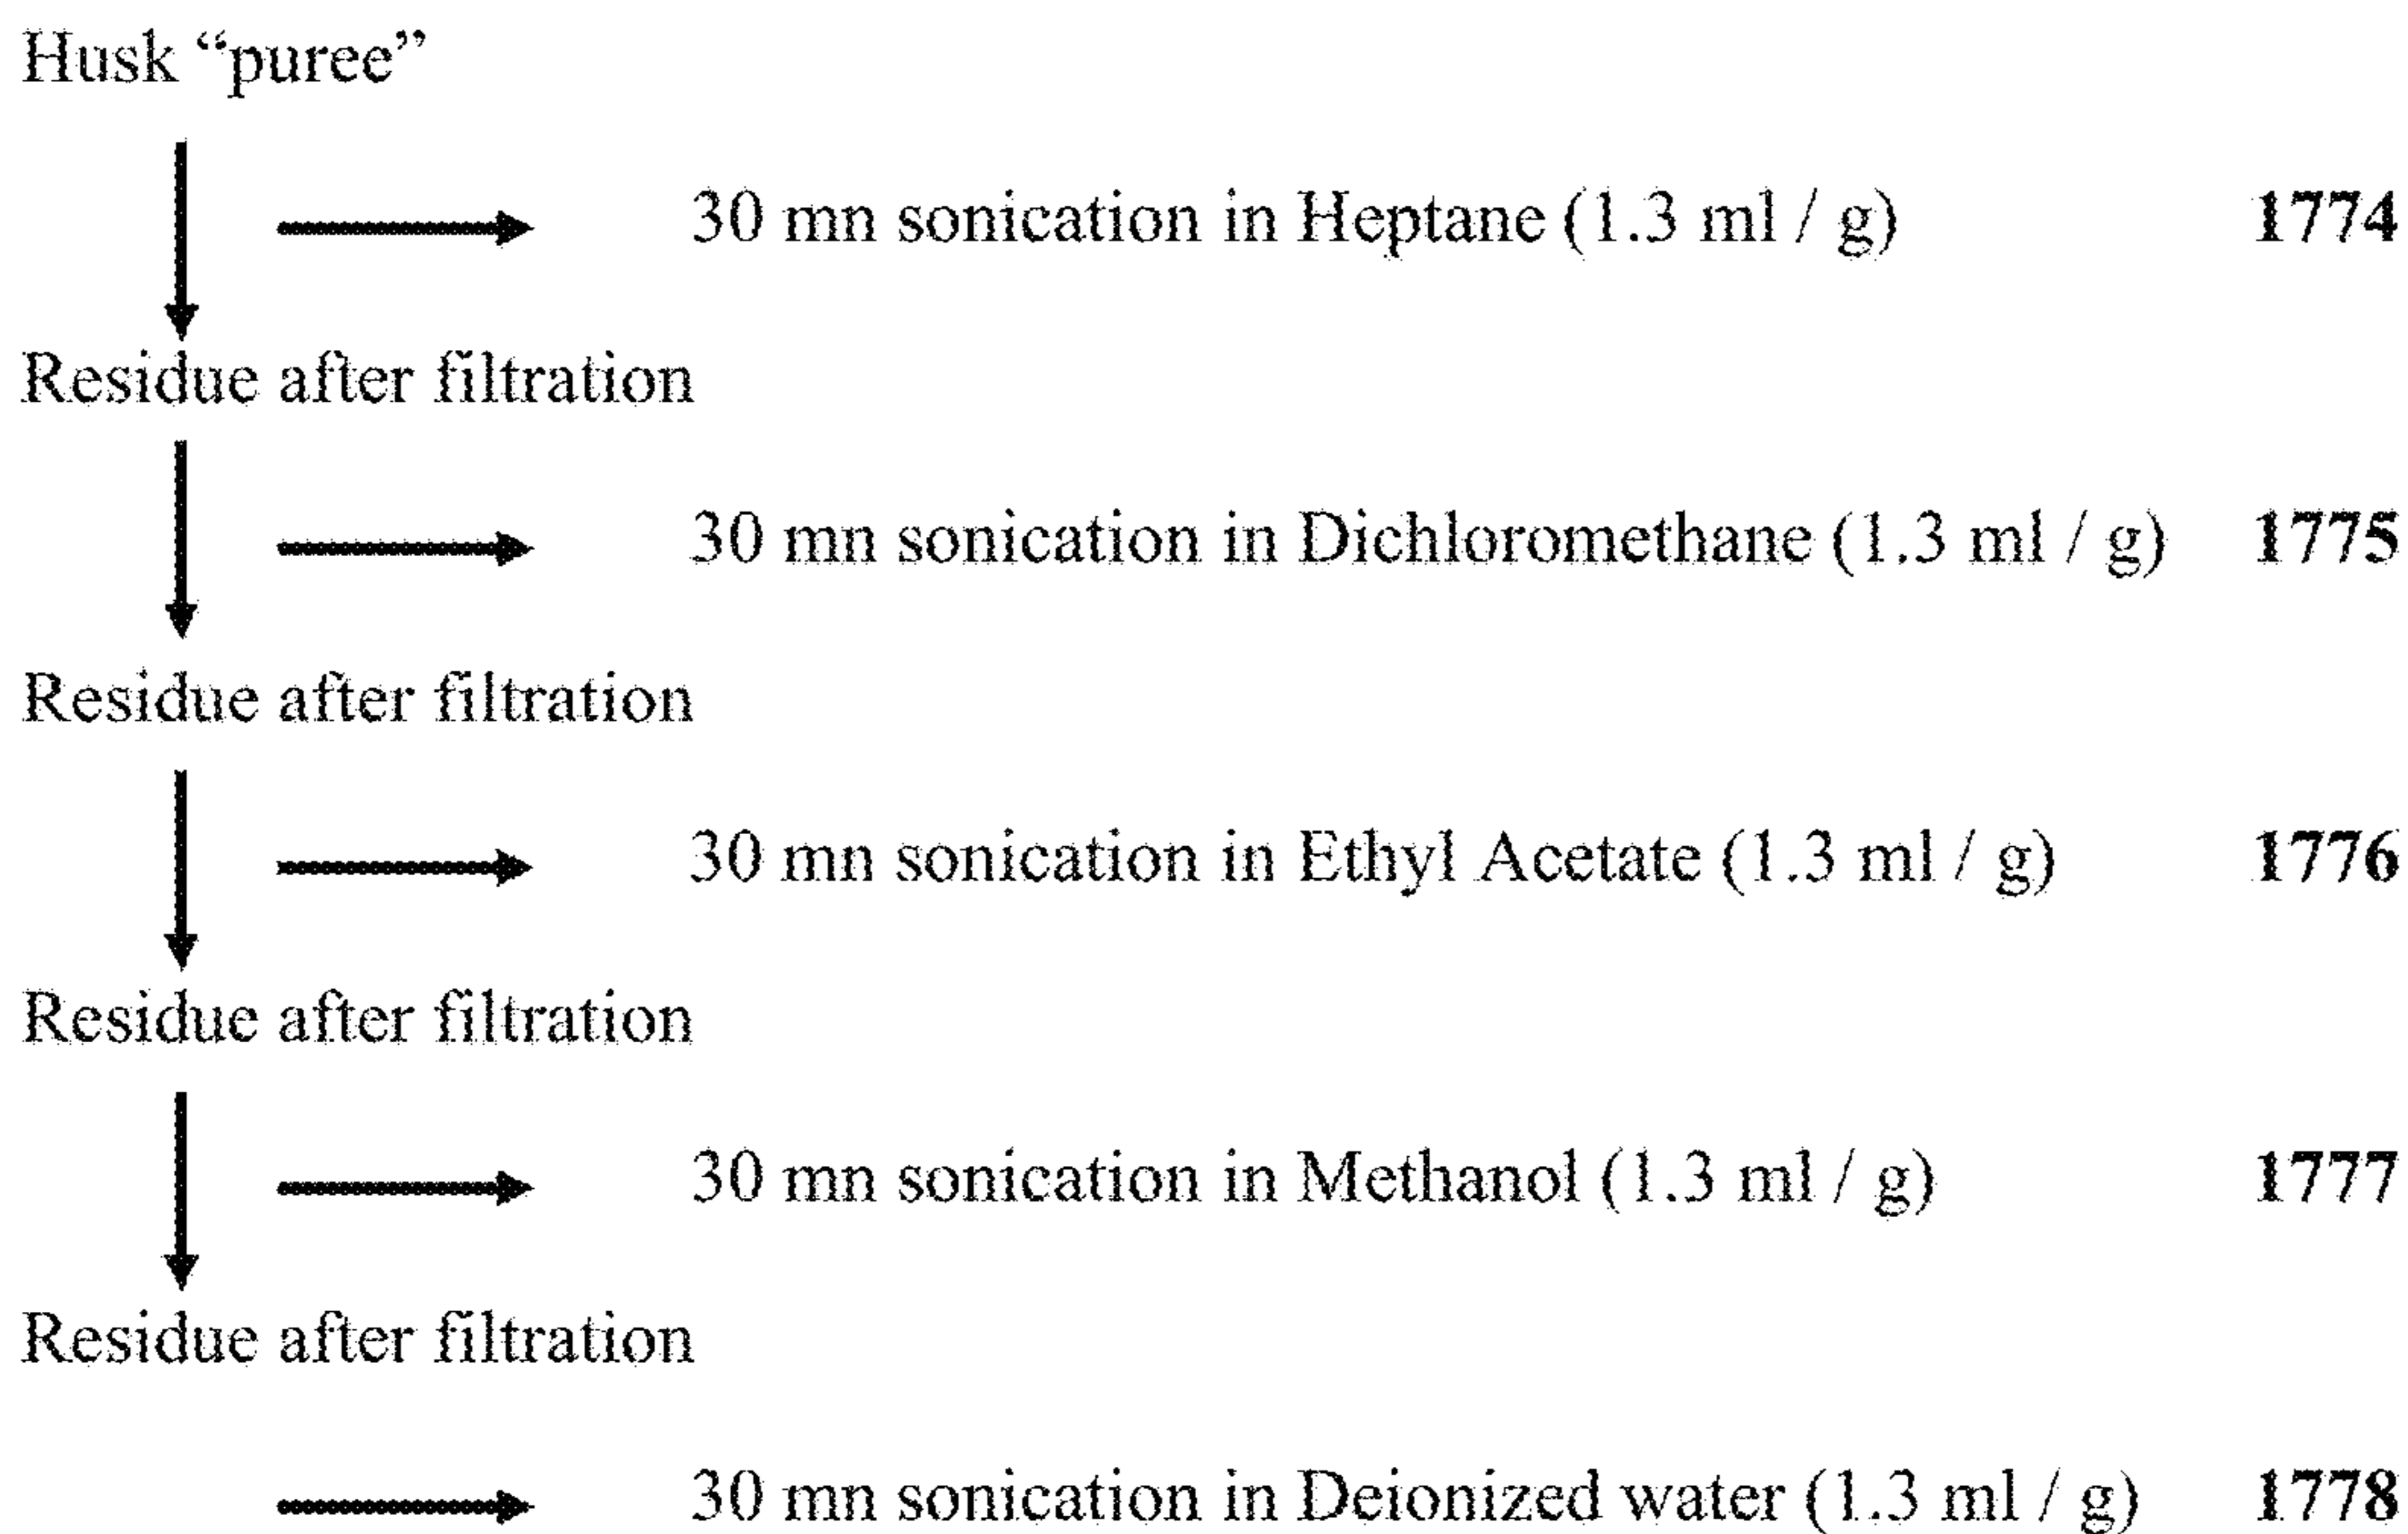 Husk “puree”
30 mn sonication in Heptane (1.3 ml / g) 1774
Residue after filtration
30 mn sonication in Dichloromethane (1.3 ml / g) 1775
Residue after filtration
30 mn sonication in Ethyl Acetate (1.3 ml / g) 1776
Residue after filtration
30 mn sonication in Methanol (1.3 ml / g) 1777
Residue after filtration
30 mn sonication in Deionized water (1.3 ml / g) 1778